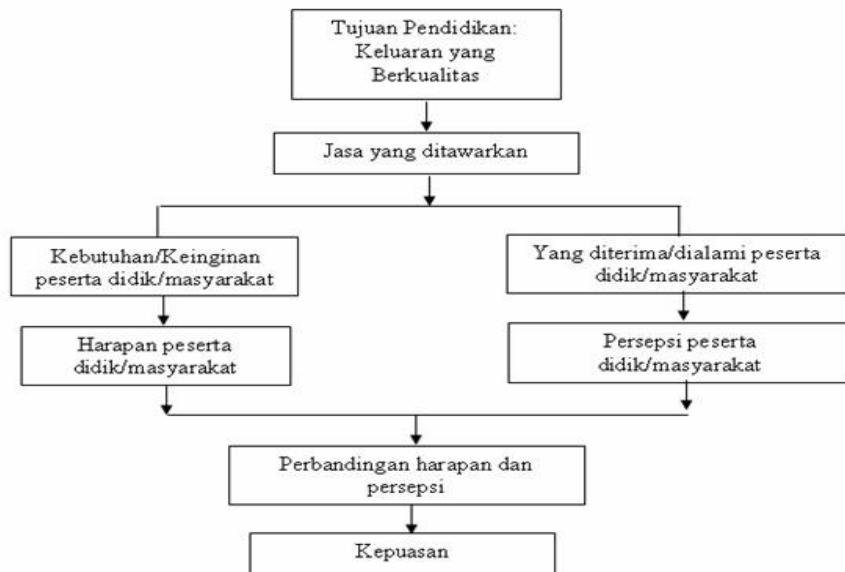 Tujuan Pendidikan:
Keluaran yang
Berkualitas
Jasa yang ditawarkan
Kebutuhan/Keinginan
peserta didik/masyarakat
Yang diterima/dialami peserta
didik/masyarakat
Harapan peserta
didik/masyarakat
Persepsi peserta
didik/masyarakat
Perbandingan harapan dan
persepsi
Kepuasan